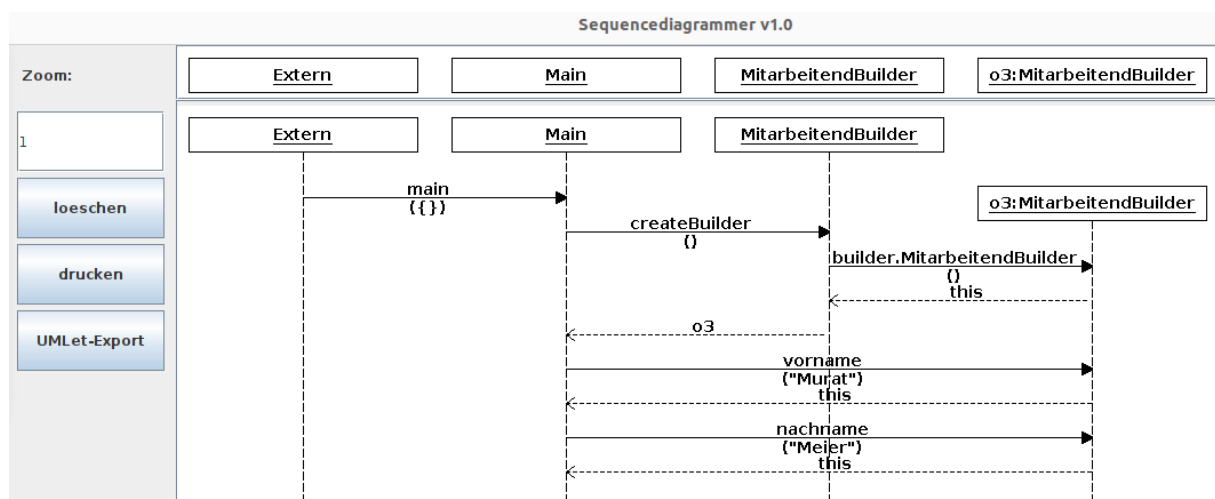 Sequencediagrammer v1.0
Zoom:
Extern
Main
MitarbeitendBuilder
o3:MitarbeitendBuilder
1
loeschen
drucken
UMLet-Export
Extern
Main
MitarbeitendBuilder
o3:MitarbeitendBuilder
main
({})
createBuilder
()
builder.MitarbeitendBuilder
()
this
o3
vorname
("Murat")
this
nachname
("Meier")
this